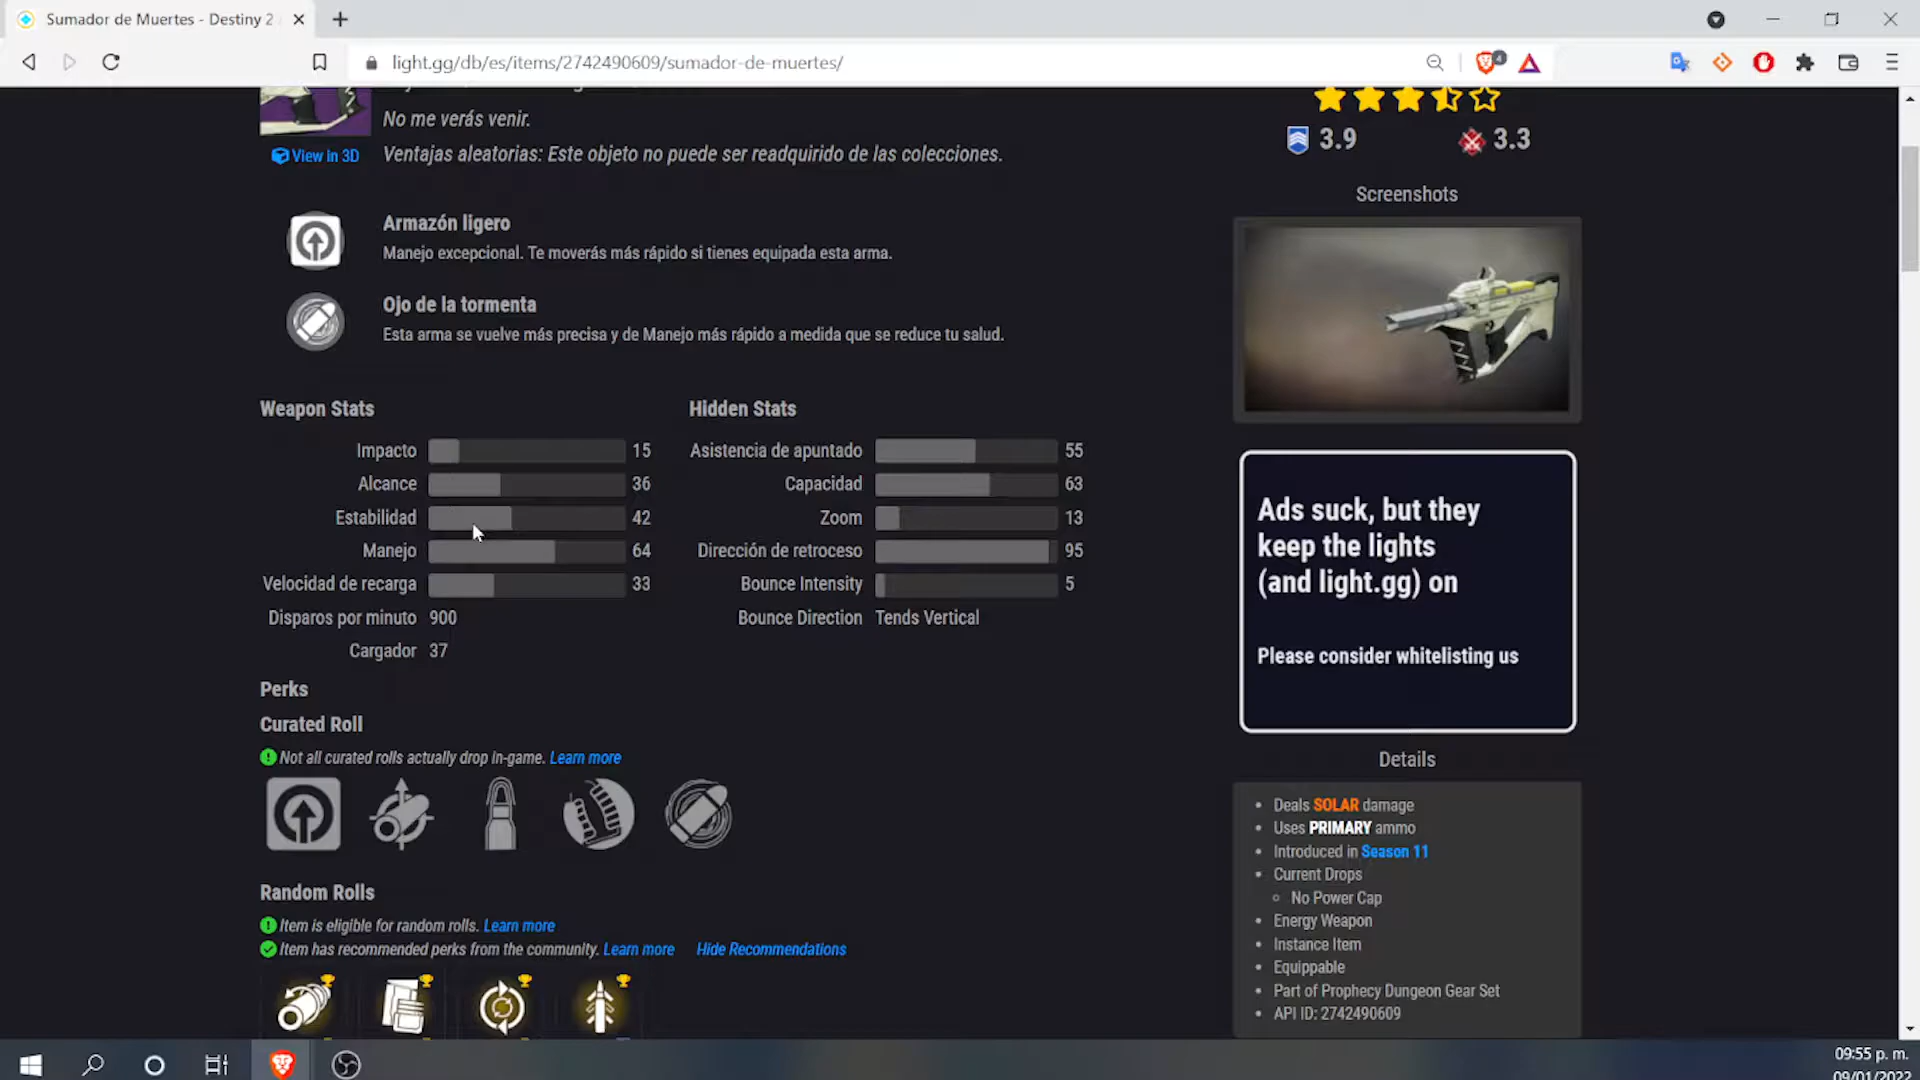 Sumador de Muertes - Destiny 2
light.gg/db/es/items/2742490609/sumador-de-muertes/
4
View in 3D
No me verás venir.
Ventajas aleatorias: Este objeto no puede ser readquirido de las colecciones.
3.9
3.3
Armazón ligero
Manejo excepcional. Te moverás más rápido si tienes equipada esta arma.
Ojo de la tormenta
Esta arma se vuelve más precisa y de Manejo más rápido a medida que se reduce tu salud.
Weapon Stats
Impacto 15
Alcance 36
Estabilidad 42
Manejo 64
Velocidad de recarga 33
Disparos por minuto 900
Cargador 37
Hidden Stats
Asistencia de apuntado 55
Capacidad 63
Zoom 13
Dirección de retroceso 95
Bounce Intensity 5
Bounce Direction Tends Vertical
Perks
Curated Roll
Not all curated rolls actually drop in-game. Learn more
Random Rolls
Item is eligible for random rolls. Learn more
Item has recommended perks from the community. Learn more Hide Recommendations
Screenshots
Ads suck, but they
keep the lights
(and light.gg) on
Please consider whitelisting us
Details
Deals SOLAR damage
Uses PRIMARY ammo
Introduced in Season 11
Current Drops
No Power Cap
Energy Weapon
Instance Item
Equippable
Part of Prophecy Dungeon Gear Set
API ID: 2742490609
09:55 p. m.
09/01/2022